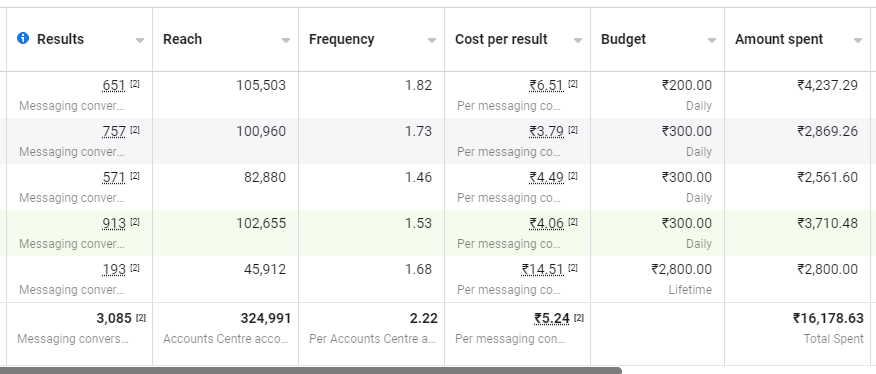 Results Reach Frequency Cost per result Budget Amount spent
651 [2] 105,503 1.82 ₹6.51 [2] ₹200.00 ₹4,237.29
Messaging conver... Per messaging co... Daily
757 [2] 100,960 1.73 ₹3.79 [2] ₹300.00 ₹2,869.26
Messaging conver... Per messaging co... Daily
571 [2] 82,880 1.46 ₹4.49 [2] ₹300.00 ₹2,561.60
Messaging conver... Per messaging co... Daily
913 [2] 102,655 1.53 ₹4.06 [2] ₹300.00 ₹3,710.48
Messaging conver... Per messaging co... Daily
193 [2] 45,912 1.68 ₹14.51 [2] ₹2,800.00 ₹2,800.00
Messaging conver... Per messaging co... Lifetime
3,085 [2] 324,991 2.22 ₹5.24 [2] ₹16,178.63
Messaging convers... Accounts Centre acco... Per Accounts Centre a... Per messaging con... Total Spent